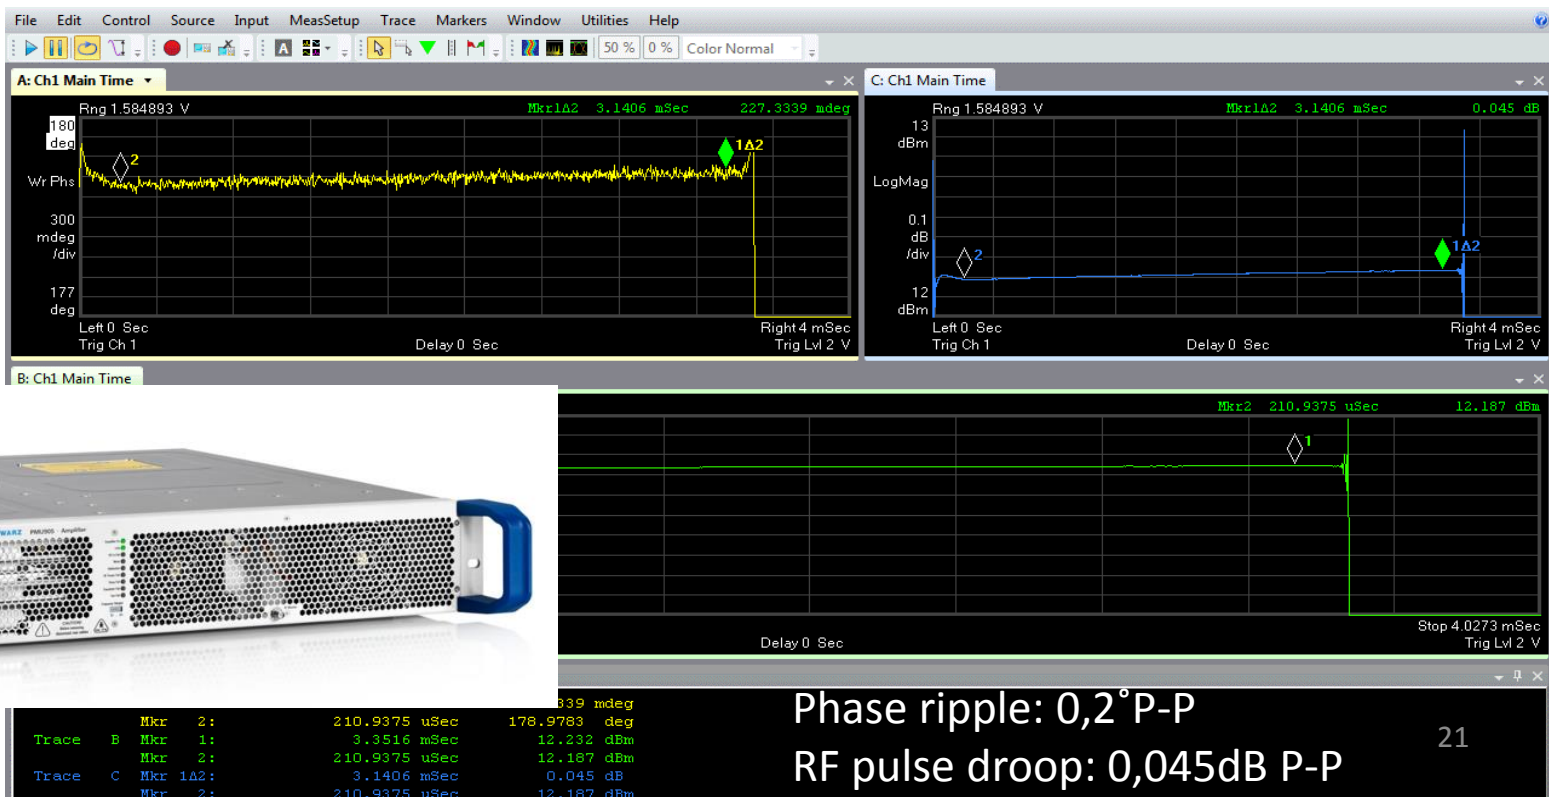 File Edit Control Source Input MeasSetup Trace Markers Window Utilities Help
A 50 % 0 % Color Normal
A: Ch1 Main Time
Rng 1.584893 V Mkr1Δ2 3.1406 mSec 227.3339 mdeg
180
deg
2
1Δ2
Wr Phs
300
mdeg
/div
177
deg
Left 0 Sec Right 4 mSec
Trig Ch 1 Delay 0 Sec Trig Lvl 2 V
C: Ch1 Main Time
Rng 1.584893 V Mkr1Δ2 3.1406 mSec 0.045 dB
13
dBm
LogMag
0.1
dB
/div
2
1Δ2
12
dBm
Left 0 Sec Right 4 mSec
Trig Ch 1 Delay 0 Sec Trig Lvl 2 V
B: Ch1 Main Time
Mkr2 210.9375 uSec 12.187 dBm
1
Stop 4.0273 mSec
Delay 0 Sec Trig Lvl 2 V
WARZ PMU905 - Amplifier
339 mdeg
Mkr 2: 210.9375 uSec 178.9783 deg
Trace B Mkr 1: 3.3516 mSec 12.232 dBm
Mkr 2: 210.9375 uSec 12.187 dBm
Trace C Mkr 1Δ2: 3.1406 mSec 0.045 dB
Mkr 2: 210.9375 uSec 12.187 dBm
Phase ripple: 0,2˚P-P
RF pulse droop: 0,045dB P-P
21